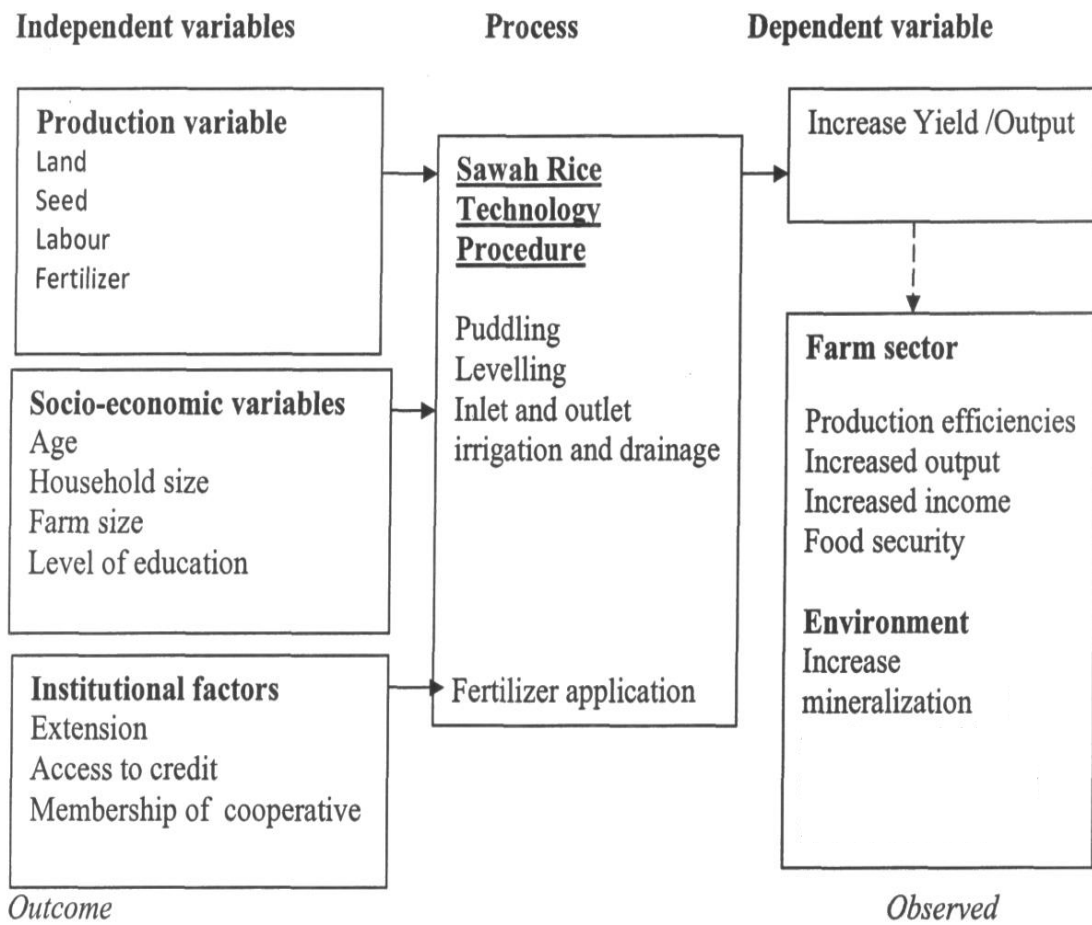 Independent variables
Process
Dependent variable
Production variable
Land
Seed
Labour
Fertilizer
Socio-economic variables
Age
Household size
Farm size
Level of education
Institutional factors
Extension
Access to credit
Membership of cooperative
Sawah Rice
Technology
Procedure
Puddling
Levelling
Inlet and outlet
irrigation and drainage
Fertilizer application
Increase Yield /Output
Farm sector
Production efficiencies
Increased output
Increased income
Food security
Environment
Increase
mineralization
Outcome
Observed